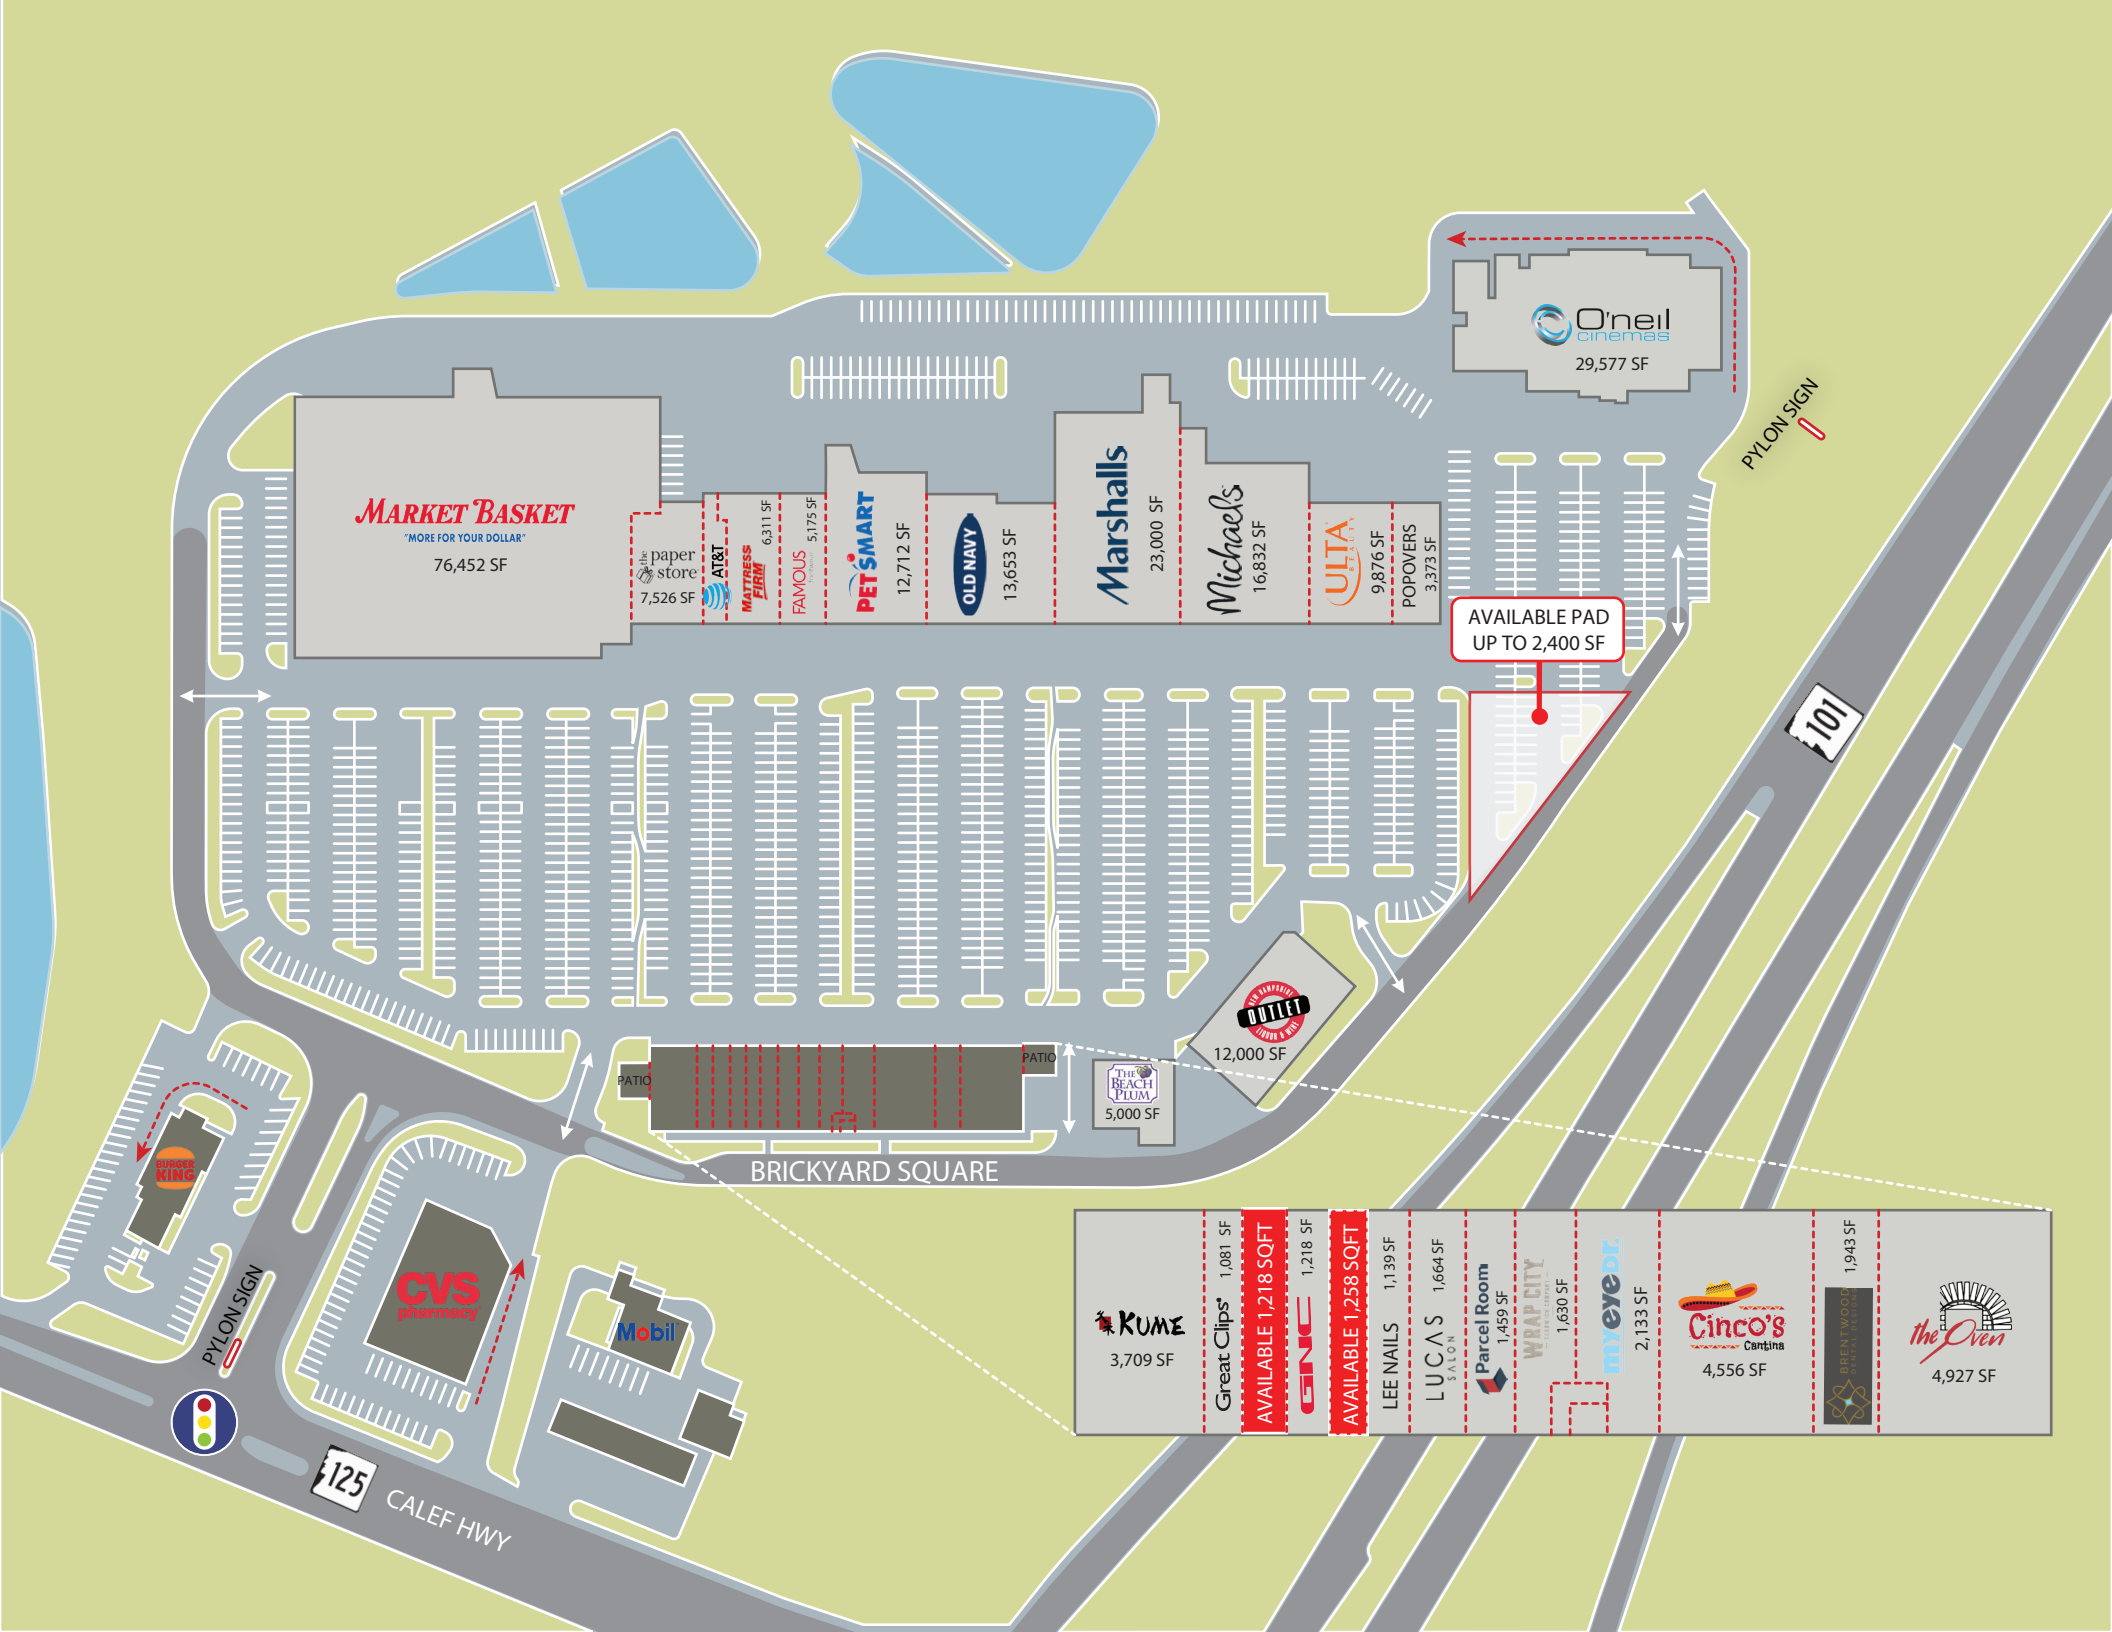 O'neil
cinemas
29,577 SF
PYLON SIGN
MARKET BASKET
"MORE FOR YOUR DOLLAR"
76,452 SF
the paper
store
7,526 SF
AT&T
MATTRESS
FIRM
6,311 SF
FAMOUS
5,175 SF
PETSMART
12,712 SF
OLD NAVY
13,653 SF
Marshalls
23,000 SF
Michaels
16,832 SF
ULTA
BEAUTY
9,876 SF
POPOVERS
3,373 SF
AVAILABLE PAD
UP TO 2,400 SF
101
NEW HAMPSHIRE
OUTLET
LIQUOR & WINE
12,000 SF
PATIO
PATIO
THE
BEACH
PLUM
5,000 SF
BRICKYARD SQUARE
BURGER
KING
CVS
pharmacy
Mobil
PYLON SIGN
125
CALEF HWY
KUME
3,709 SF
Great Clips
1,081 SF
AVAILABLE 1,218 SQFT
GNC
1,218 SF
AVAILABLE 1,258 SQFT
LEE NAILS
1,139 SF
LUCAS
SALON
1,664 SF
Parcel Room
1,459 SF
WRAP CITY
1,630 SF
myeyedr.
2,133 SF
Cinco's
Cantina
4,556 SF
BRENTWOOD
DENTAL DESIGNS
1,943 SF
the Oven
4,927 SF